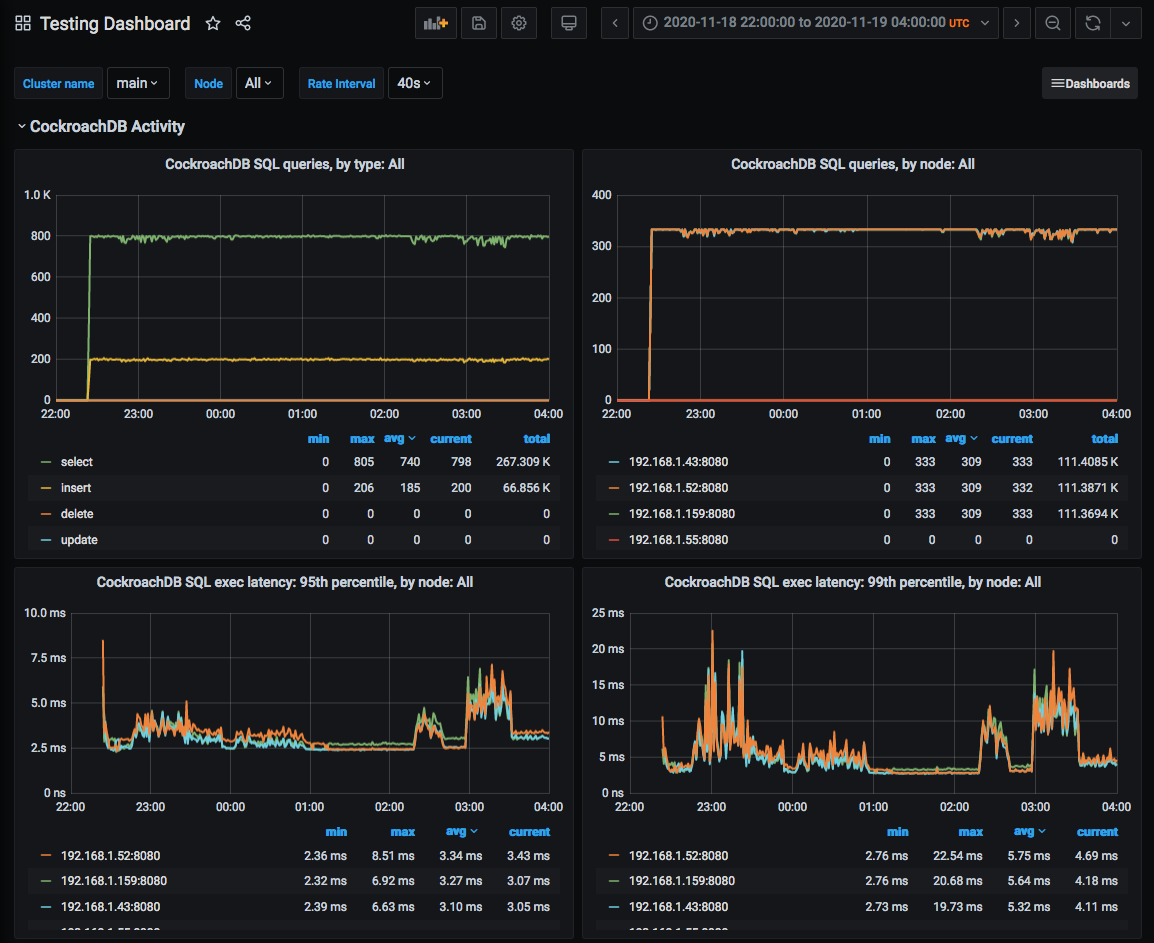 Testing Dashboard
2020-11-18 22:00:00 to 2020-11-19 04:00:00 UTC
Cluster name main Node All Rate Interval 40s Dashboards
CockroachDB Activity
CockroachDB SQL queries, by type: All
1.0 K
800
600
400
200
0
22:00 23:00 00:00 01:00 02:00 03:00 04:00
min max avg current total
select 0 805 740 798 267.309 K
insert 0 206 185 200 66.856 K
delete 0 0 0 0 0
update 0 0 0 0 0
CockroachDB SQL queries, by node: All
400
300
200
100
0
22:00 23:00 00:00 01:00 02:00 03:00 04:00
min max avg current total
192.168.1.43:8080 0 333 309 333 111.4085 K
192.168.1.52:8080 0 333 309 332 111.3871 K
192.168.1.159:8080 0 333 309 333 111.3694 K
192.168.1.55:8080 0 0 0 0 0
CockroachDB SQL exec latency: 95th percentile, by node: All
10.0 ms
7.5 ms
5.0 ms
2.5 ms
0 ns
22:00 23:00 00:00 01:00 02:00 03:00 04:00
min max avg current
192.168.1.52:8080 2.36 ms 8.51 ms 3.34 ms 3.43 ms
192.168.1.159:8080 2.32 ms 6.92 ms 3.27 ms 3.07 ms
192.168.1.43:8080 2.39 ms 6.63 ms 3.10 ms 3.05 ms
CockroachDB SQL exec latency: 99th percentile, by node: All
25 ms
20 ms
15 ms
10 ms
5 ms
0 ns
22:00 23:00 00:00 01:00 02:00 03:00 04:00
min max avg current
192.168.1.52:8080 2.76 ms 22.54 ms 5.75 ms 4.69 ms
192.168.1.159:8080 2.76 ms 20.68 ms 5.64 ms 4.18 ms
192.168.1.43:8080 2.73 ms 19.73 ms 5.32 ms 4.11 ms